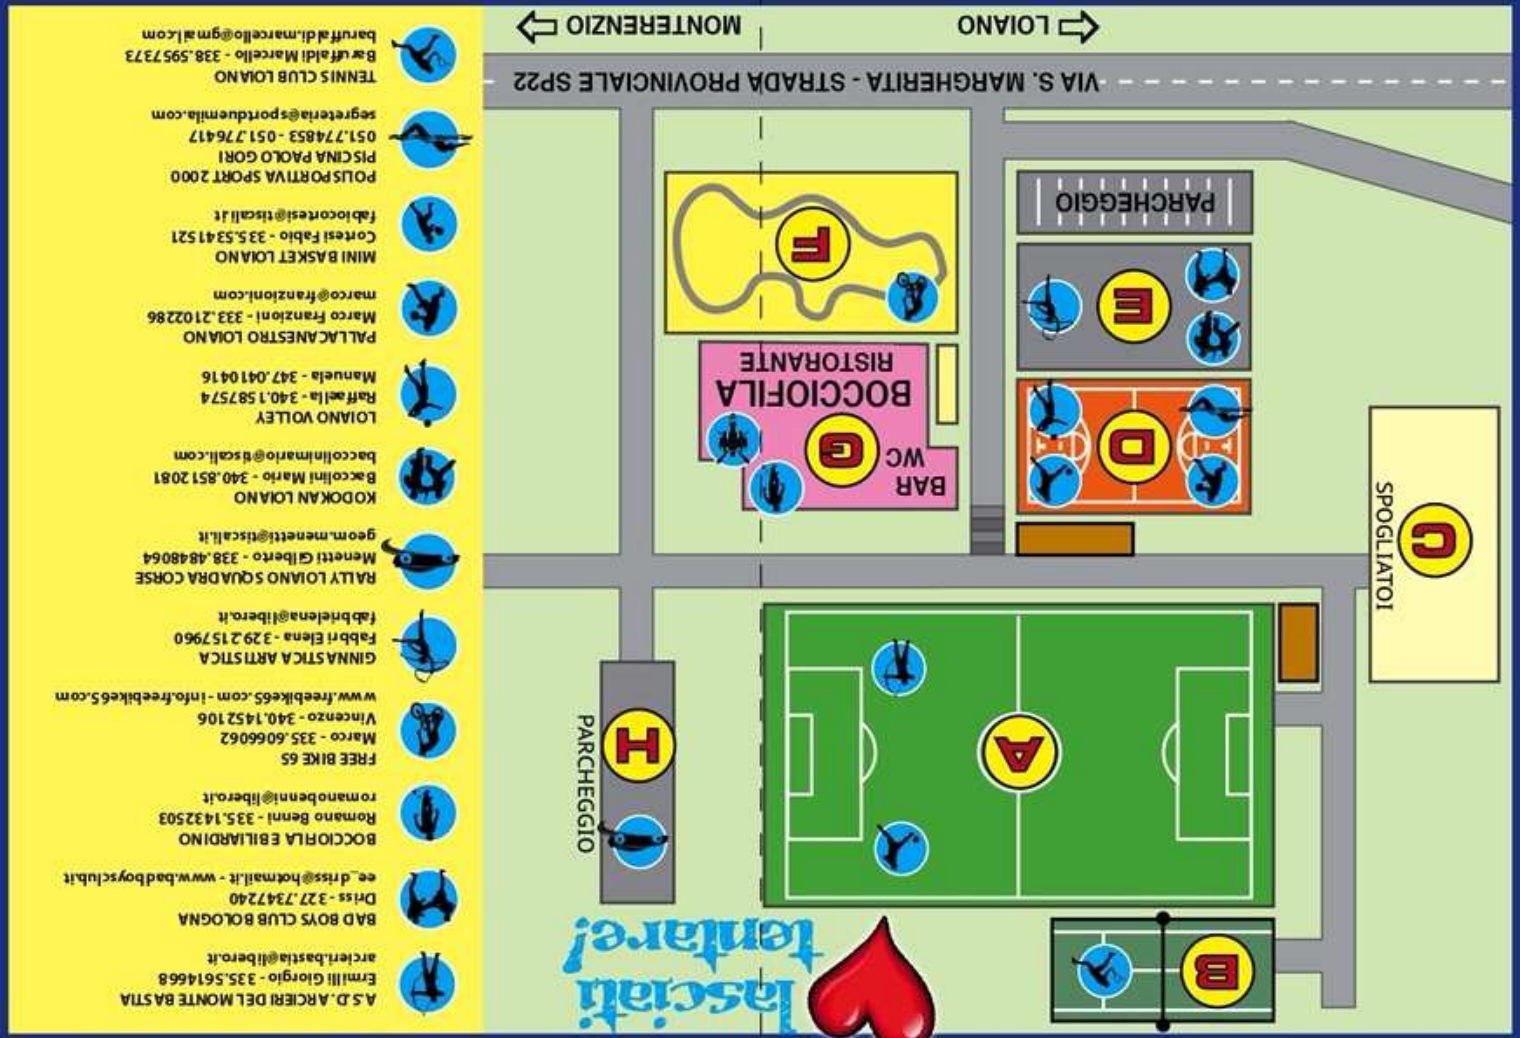 lasciati
tentare!
B
A
H
PARCHEGGIO
C
SPOGLIATOI
D
BAR
WC
G
BOCCIOFILA
RISTORANTE
E
F
PARCHEGGIO
VIA S. MARGHERITA - STRADA PROVINCIALE SP22
LOIANO
MONTERENZIO
A.S.D. ARCIERI DEL MONTE BASTIA
Ermilli Giorgio - 335.5614668
arcieri.bastia@libero.it
BAD BOYS CLUB BOLOGNA
Driss - 327.7347240
ee_driss@hotmail.it - www.badboysclub.it
BOCCIOFILA E BILIARDINO
Romano Benni - 335.1432503
romanobenni@libero.it
FREE BIKE 65
Marco - 335.6066062
Vincenzo - 340.1452106
www.freebike65.com - info.freebike65.com
GINNASTICA ARTISTICA
Fabbri Elena - 329.2157960
fabbrielena@libero.it
RALLY LOIANO SQUADRA CORSE
Menetti Gilberto - 338.4848064
geom.menetti@tiscali.it
KODOKAN LOIANO
Baccolini Mario - 340.8512081
baccolinimario@tiscali.com
LOIANO VOLLEY
Raffaella - 340.1587574
Manuela - 347.0410416
PALLACANESTRO LOIANO
Marco Franzioni - 333.2102286
marco@franzioni.com
MINI BASKET LOIANO
Cortesi Fabio - 335.5341521
fabiocortesi@tiscali.it
POLISPORTIVA SPORT 2000
PISCINA PAOLO GORI
051.774853 - 051.776417
segreteria@sportduemila.com
TENNIS CLUB LOIANO
Baruffaldi Marcello - 338.5957373
baruffaldi.marcello@gmal.com